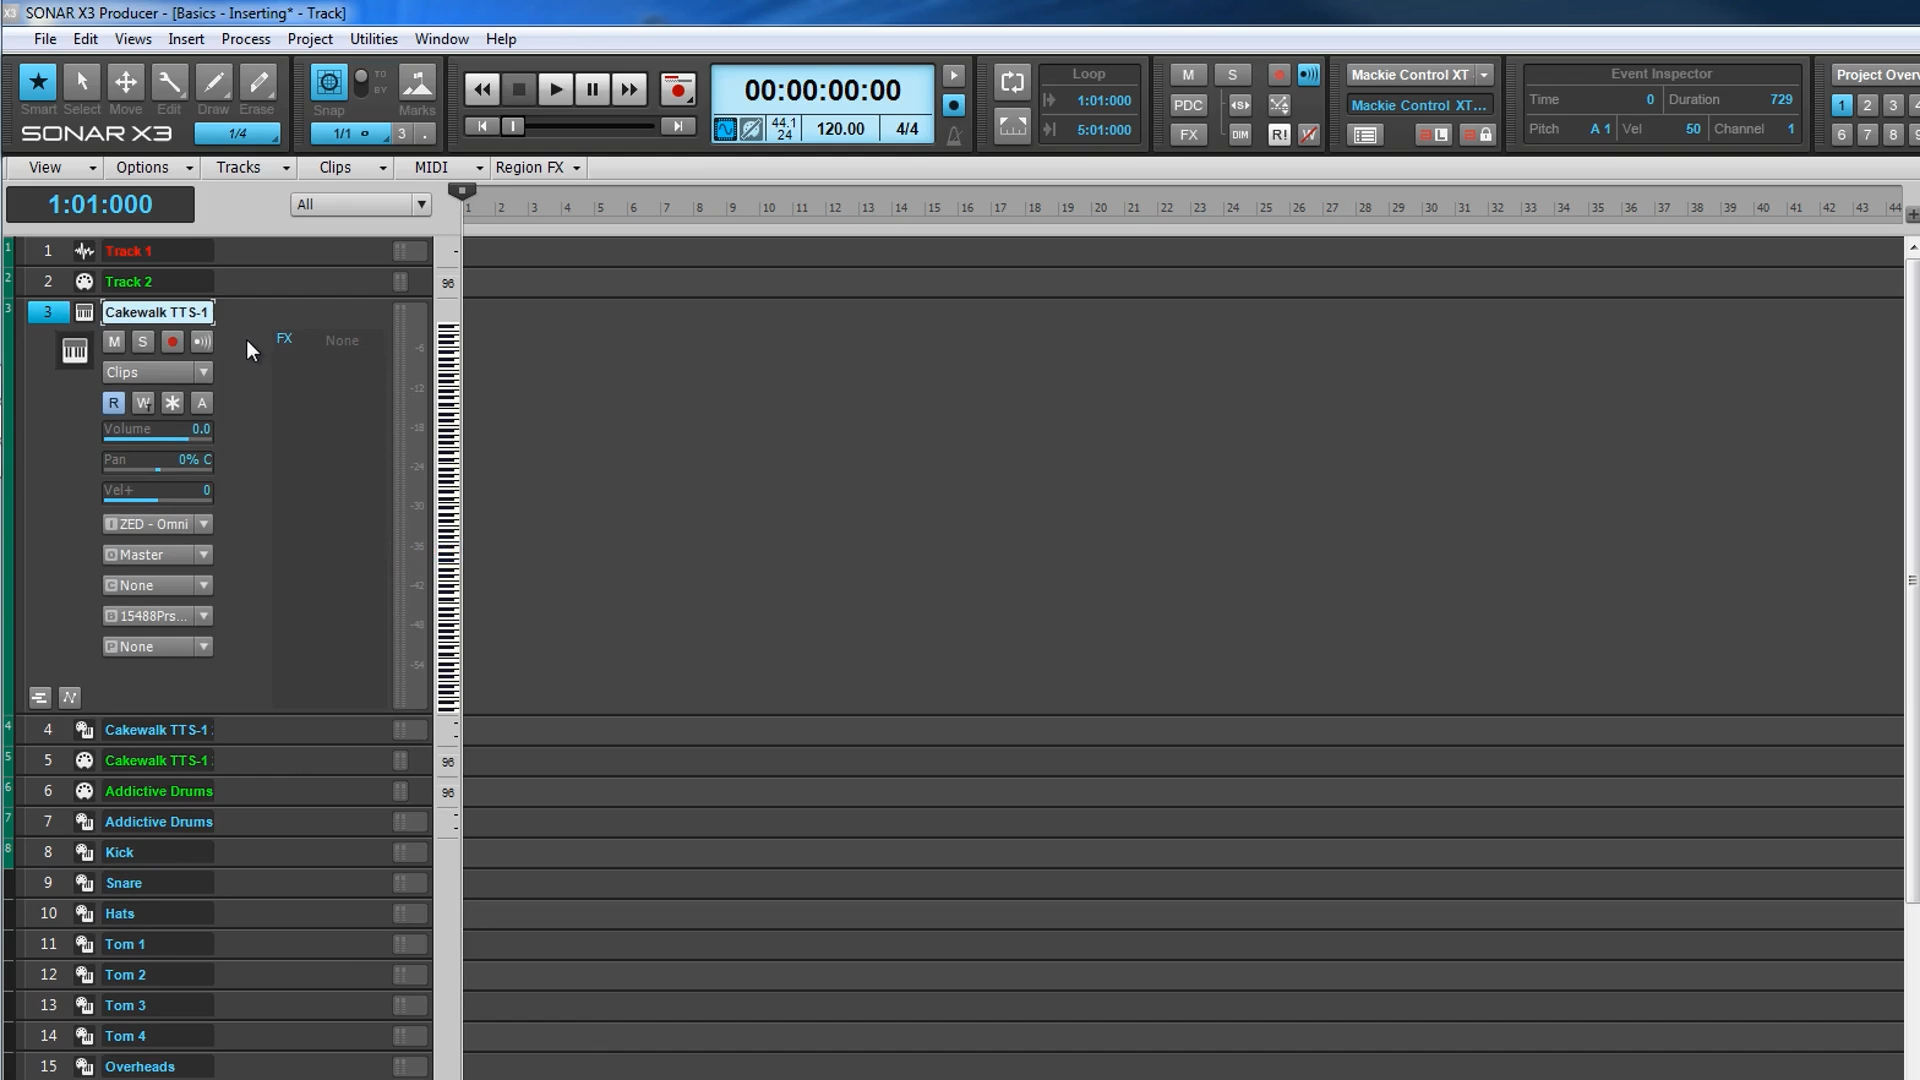 X3 SONAR X3 Producer - [Basics - Inserting* - Track]
File Edit Views Insert Process Project Utilities Window Help
Smart Select Move Edit Draw Erase
SONAR X3 1/4
TO
BY
Snap Marks
1/1 3 .
00:00:00:00
44.1
24 120.00 4/4
Loop
1:01:000
5:01:000
M S
PDC
FX DIM R!
Mackie Control XT
Mackie Control XT...
L
Event Inspector
Time 0 Duration 729
Pitch A 1 Vel 50 Channel 1
Project Overv
1 2 3 4
6 7 8 9
View Options Tracks Clips MIDI Region FX
1:01:000 All
1 2 3 4 5 6 7 8 9 10 11 12 13 14 15 16 17 18 19 20 21 22 23 24 25 26 27 28 29 30 31 32 33 34 35 36 37 38 39 40 41 42 43 44
1 1 Track 1 -
2 2 Track 2 96
3 3 Cakewalk TTS-1
M S FX None
-6
Clips
-12
R W * A
Volume 0.0
-18
Pan 0% C
-24
Vel+ 0
-30
I ZED - Omni
-36
O Master
C None
-42
B 15488Prs...
-48
P None
-54
4 4 Cakewalk TTS-1
5 5 Cakewalk TTS-1 96
6 6 Addictive Drums 96
7 7 Addictive Drums
8 8 Kick
9 Snare
10 Hats
11 Tom 1
12 Tom 2
13 Tom 3
14 Tom 4
15 Overheads